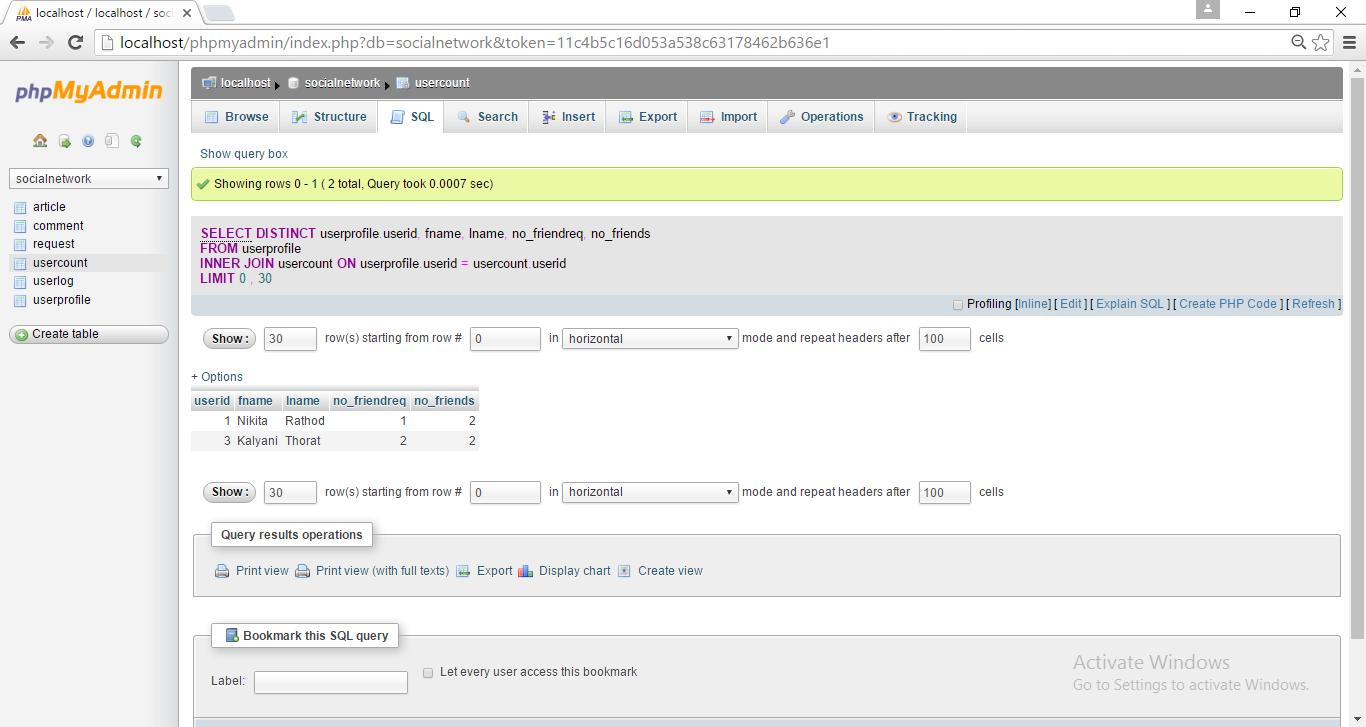 localhost / localhost / soc
localhost/phpmyadmin/index.php?db=socialnetwork&token=11c4b5c16d053a538c63178462b636e1
phpMyAdmin
socialnetwork
article
comment
request
usercount
userlog
userprofile
Create table
localhost socialnetwork usercount
Browse Structure SQL Search Insert Export Import Operations Tracking
Show query box
Showing rows 0 - 1 ( 2 total, Query took 0.0007 sec)
SELECT DISTINCT userprofile.userid, fname, lname, no_friendreq, no_friends
FROM userprofile
INNER JOIN usercount ON userprofile.userid = usercount.userid
LIMIT 0 , 30
Profiling [Inline] [ Edit ] [ Explain SQL ] [ Create PHP Code ] [ Refresh ]
Show : 30 row(s) starting from row # 0 in horizontal mode and repeat headers after 100 cells
+ Options
userid fname lname no_friendreq no_friends
1 Nikita Rathod 1 2
3 Kalyani Thorat 2 2
Show : 30 row(s) starting from row # 0 in horizontal mode and repeat headers after 100 cells
Query results operations
Print view Print view (with full texts) Export Display chart Create view
Bookmark this SQL query
Label: Let every user access this bookmark
Activate Windows
Go to Settings to activate Windows.